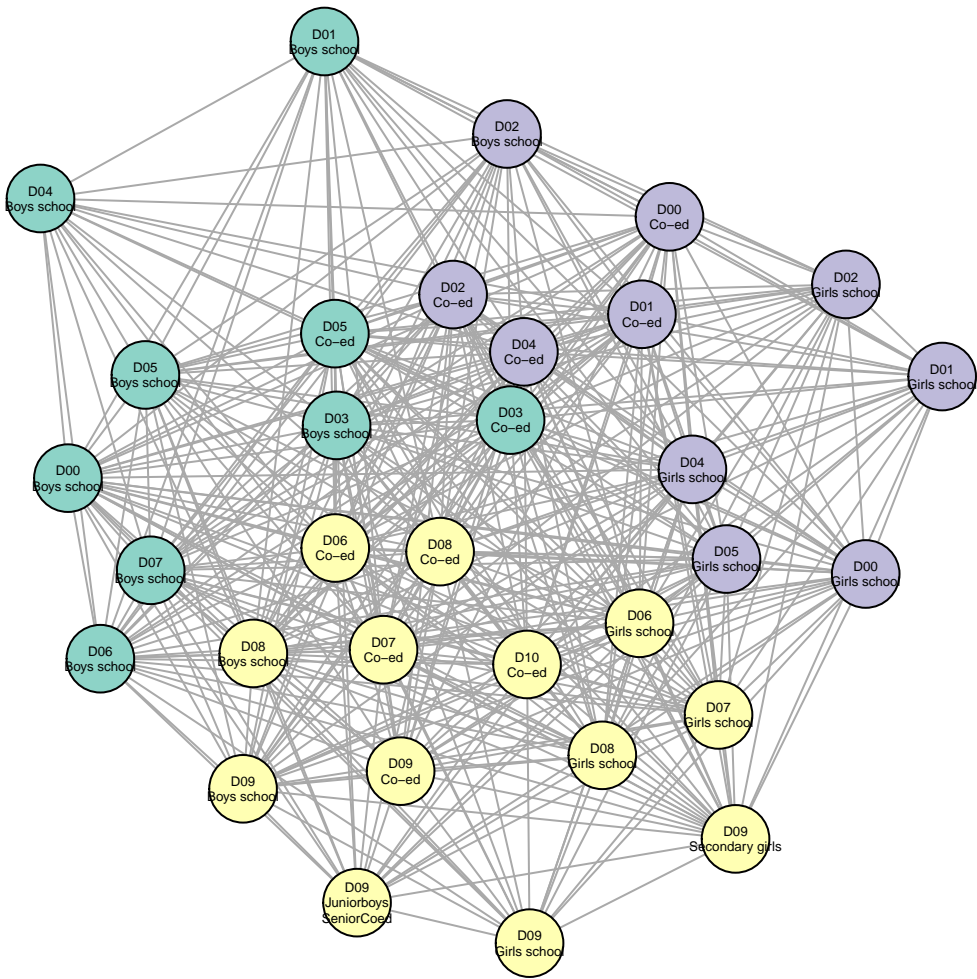 D01
Boys school
D02
Boys school
D04
Boys school
D00
Co−ed
D02
Girls school
D02
Co−ed
D01
Co−ed
D05
Co−ed
D04
Co−ed
D05
Boys school
D01
Girls school
D03
Boys school
D03
Co−ed
D00
Boys school
D04
Girls school
D06
Co−ed
D08
Co−ed
D05
Girls school
D07
Boys school
D00
Girls school
D06
Girls school
D06
Boys school
D08
Boys school
D07
Co−ed
D10
Co−ed
D07
Girls school
D08
Girls school
D09
Co−ed
D09
Boys school
D09
Secondary girls
D09
Juniorboys
SeniorCoed
D09
Girls school